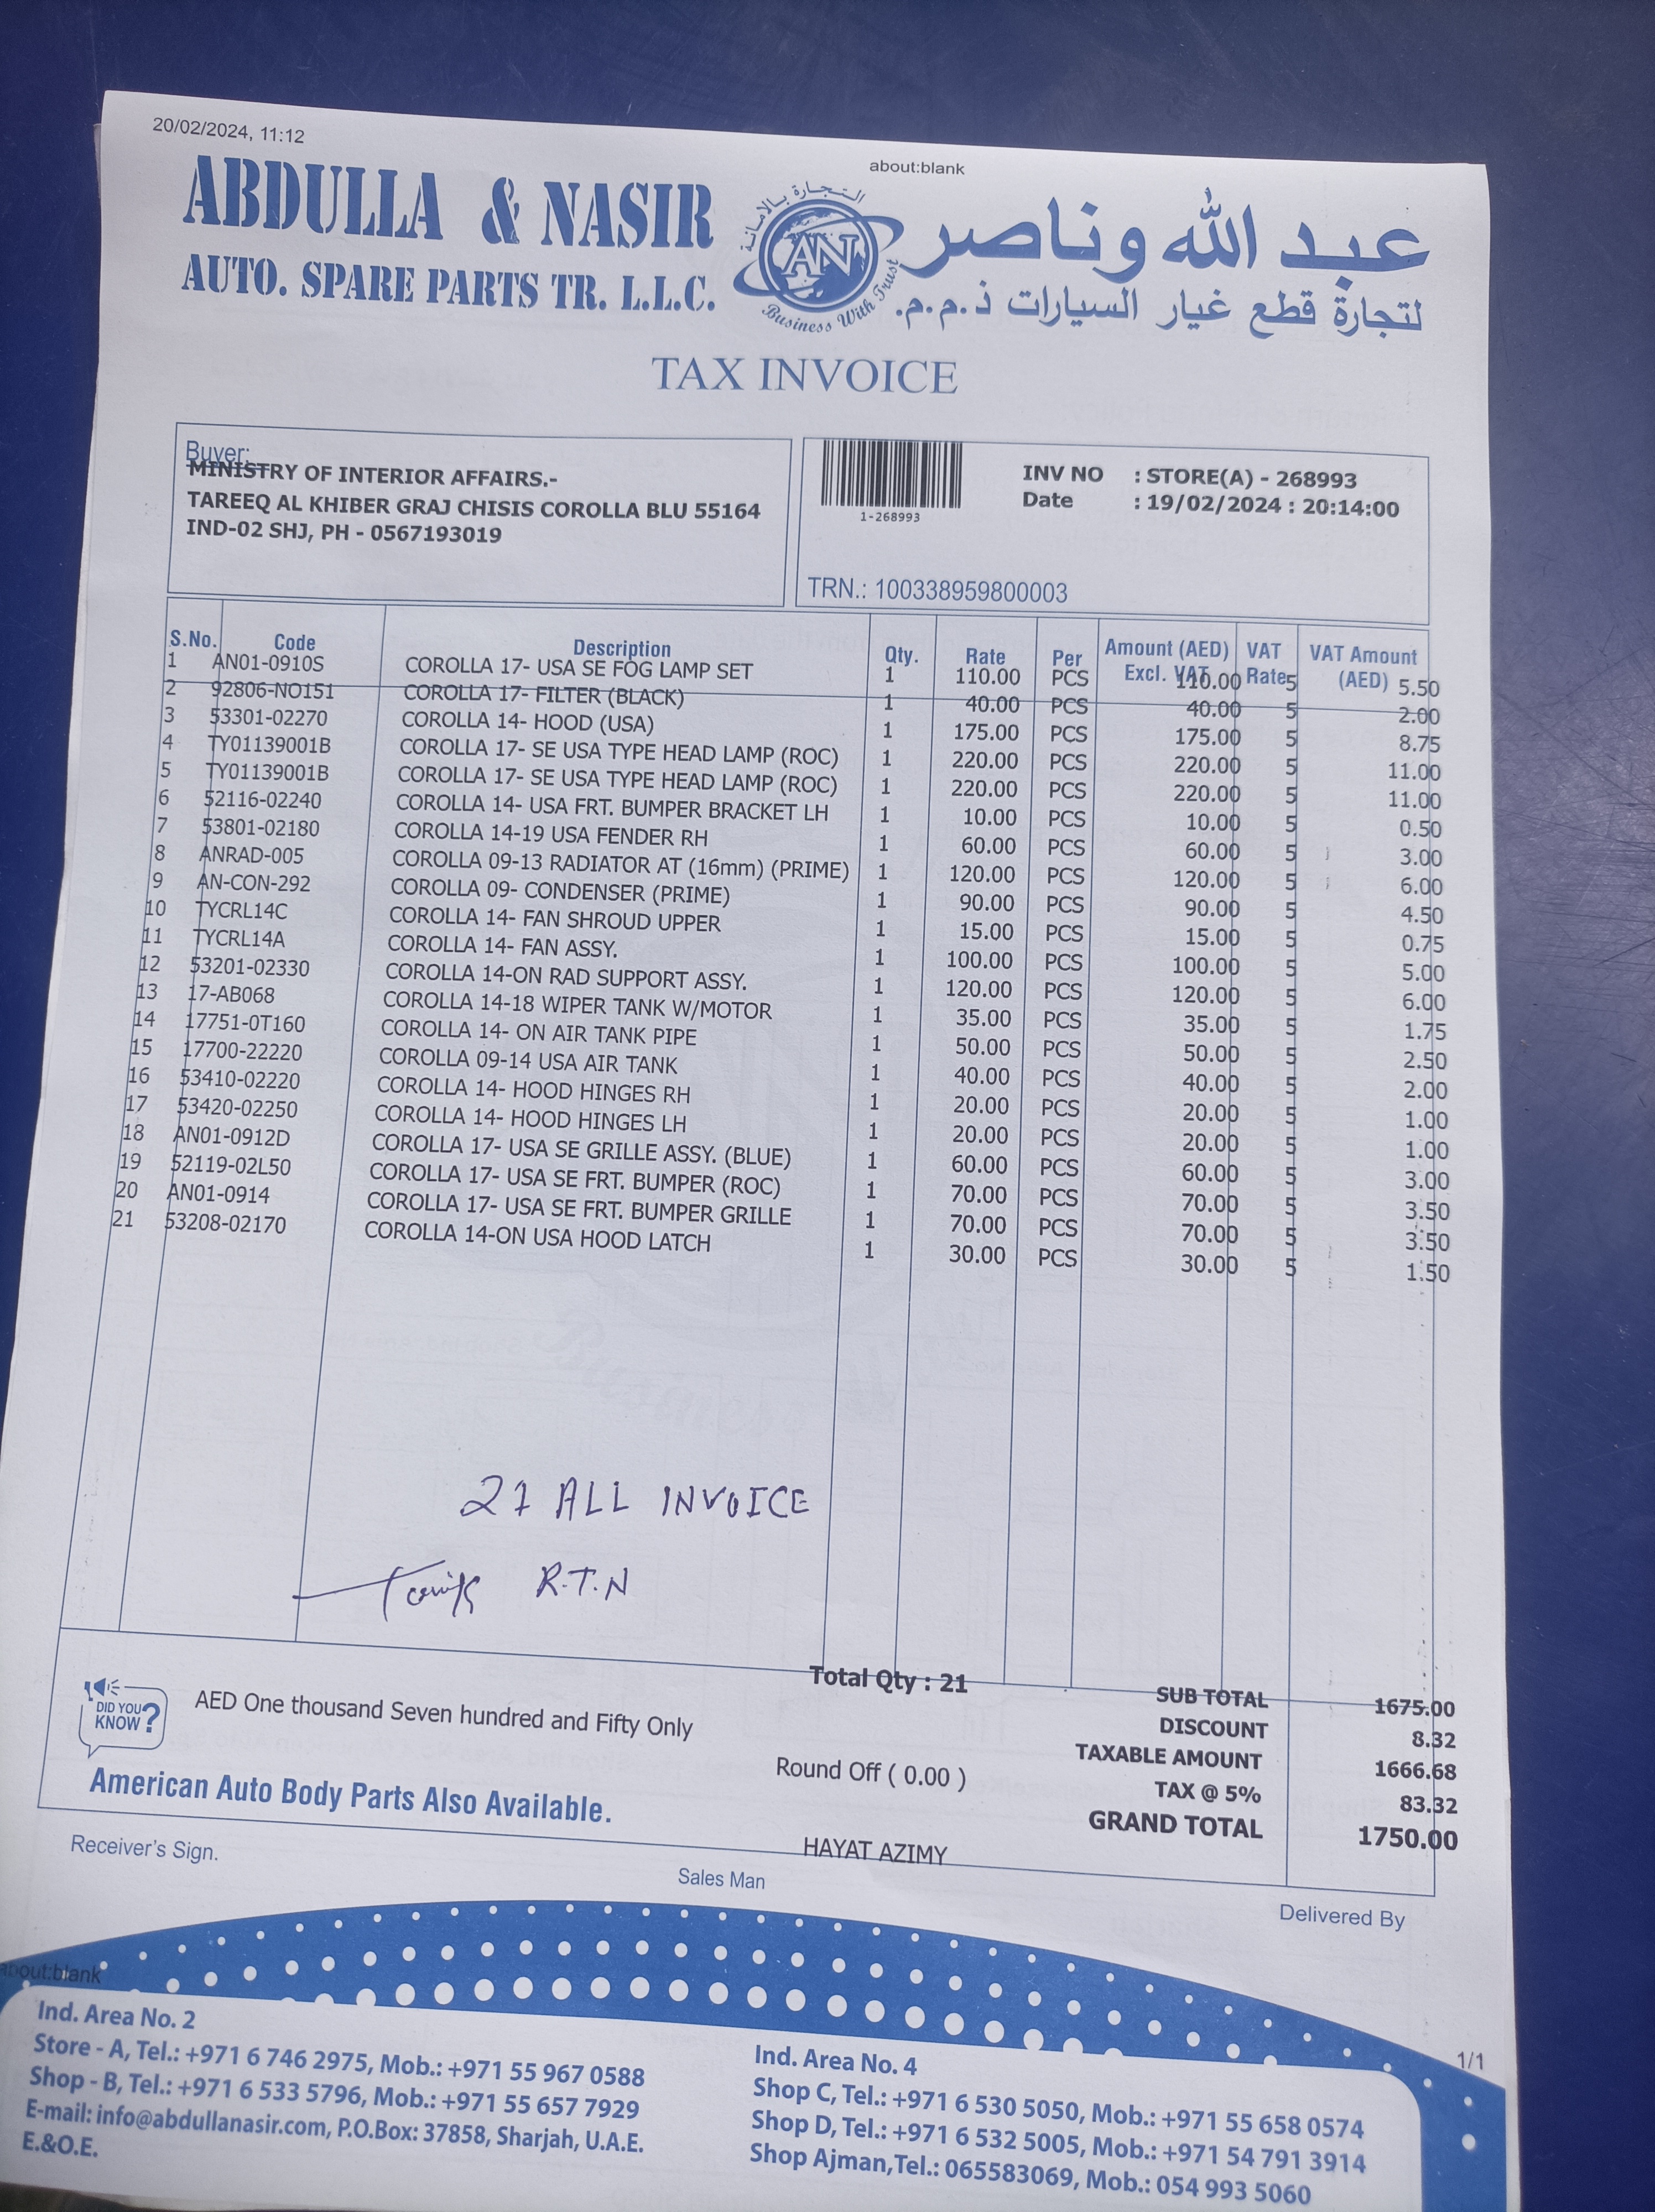 20/02/2024, 11:12
about:blank
ABDULLA & NASIR
AUTO. SPARE PARTS TR. L.L.C.
التجارة بالامانة
AN
Business With Trust
عبد الله وناصر
لتجارة قطع غيار السيارات ذ.م.م.
TAX INVOICE
Buyer:
MINISTRY OF INTERIOR AFFAIRS.-
TAREEQ AL KHIBER GRAJ CHISIS COROLLA BLU 55164
IND-02 SHJ, PH - 0567193019
1-268993
INV NO : STORE(A) - 268993
Date : 19/02/2024 : 20:14:00
TRN.: 100338959800003
S.No. Code Description Qty. Rate Per Amount (AED) Excl. VAT VAT Rate VAT Amount (AED)
1 AN01-0910S COROLLA 17- USA SE FOG LAMP SET 1 110.00 PCS 110.00 5 5.50
2 92806-NO151 COROLLA 17- FILTER (BLACK) 1 40.00 PCS 40.00 5 2.00
3 53301-02270 COROLLA 14- HOOD (USA) 1 175.00 PCS 175.00 5 8.75
4 TY01139001B COROLLA 17- SE USA TYPE HEAD LAMP (ROC) 1 220.00 PCS 220.00 5 11.00
5 TY01139001B COROLLA 17- SE USA TYPE HEAD LAMP (ROC) 1 220.00 PCS 220.00 5 11.00
6 52116-02240 COROLLA 14- USA FRT. BUMPER BRACKET LH 1 10.00 PCS 10.00 5 0.50
7 53801-02180 COROLLA 14-19 USA FENDER RH 1 60.00 PCS 60.00 5 3.00
8 ANRAD-005 COROLLA 09-13 RADIATOR AT (16mm) (PRIME) 1 120.00 PCS 120.00 5 6.00
9 AN-CON-292 COROLLA 09- CONDENSER (PRIME) 1 90.00 PCS 90.00 5 4.50
10 TYCRL14C COROLLA 14- FAN SHROUD UPPER 1 15.00 PCS 15.00 5 0.75
11 TYCRL14A COROLLA 14- FAN ASSY. 1 100.00 PCS 100.00 5 5.00
12 53201-02330 COROLLA 14-ON RAD SUPPORT ASSY. 1 120.00 PCS 120.00 5 6.00
13 17-AB068 COROLLA 14-18 WIPER TANK W/MOTOR 1 35.00 PCS 35.00 5 1.75
14 17751-0T160 COROLLA 14- ON AIR TANK PIPE 1 50.00 PCS 50.00 5 2.50
15 17700-22220 COROLLA 09-14 USA AIR TANK 1 40.00 PCS 40.00 5 2.00
16 53410-02220 COROLLA 14- HOOD HINGES RH 1 20.00 PCS 20.00 5 1.00
17 53420-02250 COROLLA 14- HOOD HINGES LH 1 20.00 PCS 20.00 5 1.00
18 AN01-0912D COROLLA 17- USA SE GRILLE ASSY. (BLUE) 1 60.00 PCS 60.00 5 3.00
19 52119-02L50 COROLLA 17- USA SE FRT. BUMPER (ROC) 1 70.00 PCS 70.00 5 3.50
20 AN01-0914 COROLLA 17- USA SE FRT. BUMPER GRILLE 1 70.00 PCS 70.00 5 3.50
21 53208-02170 COROLLA 14-ON USA HOOD LATCH 1 30.00 PCS 30.00 5 1.50
21 ALL INVOICE
R.T.N
Total Qty : 21
SUB TOTAL 1675.00
DISCOUNT 8.32
TAXABLE AMOUNT 1666.68
TAX @ 5% 83.32
GRAND TOTAL 1750.00
DID YOU KNOW?
AED One thousand Seven hundred and Fifty Only
Round Off ( 0.00 )
American Auto Body Parts Also Available.
Receiver's Sign.
HAYAT AZIMY
Sales Man
Delivered By
about:blank
1/1
Ind. Area No. 2
Store - A, Tel.: +971 6 746 2975, Mob.: +971 55 967 0588
Shop - B, Tel.: +971 6 533 5796, Mob.: +971 55 657 7929
E-mail: info@abdullanasir.com, P.O.Box: 37858, Sharjah, U.A.E.
E.&O.E.
Ind. Area No. 4
Shop C, Tel.: +971 6 530 5050, Mob.: +971 55 658 0574
Shop D, Tel.: +971 6 532 5005, Mob.: +971 54 791 3914
Shop Ajman,Tel.: 065583069, Mob.: 054 993 5060